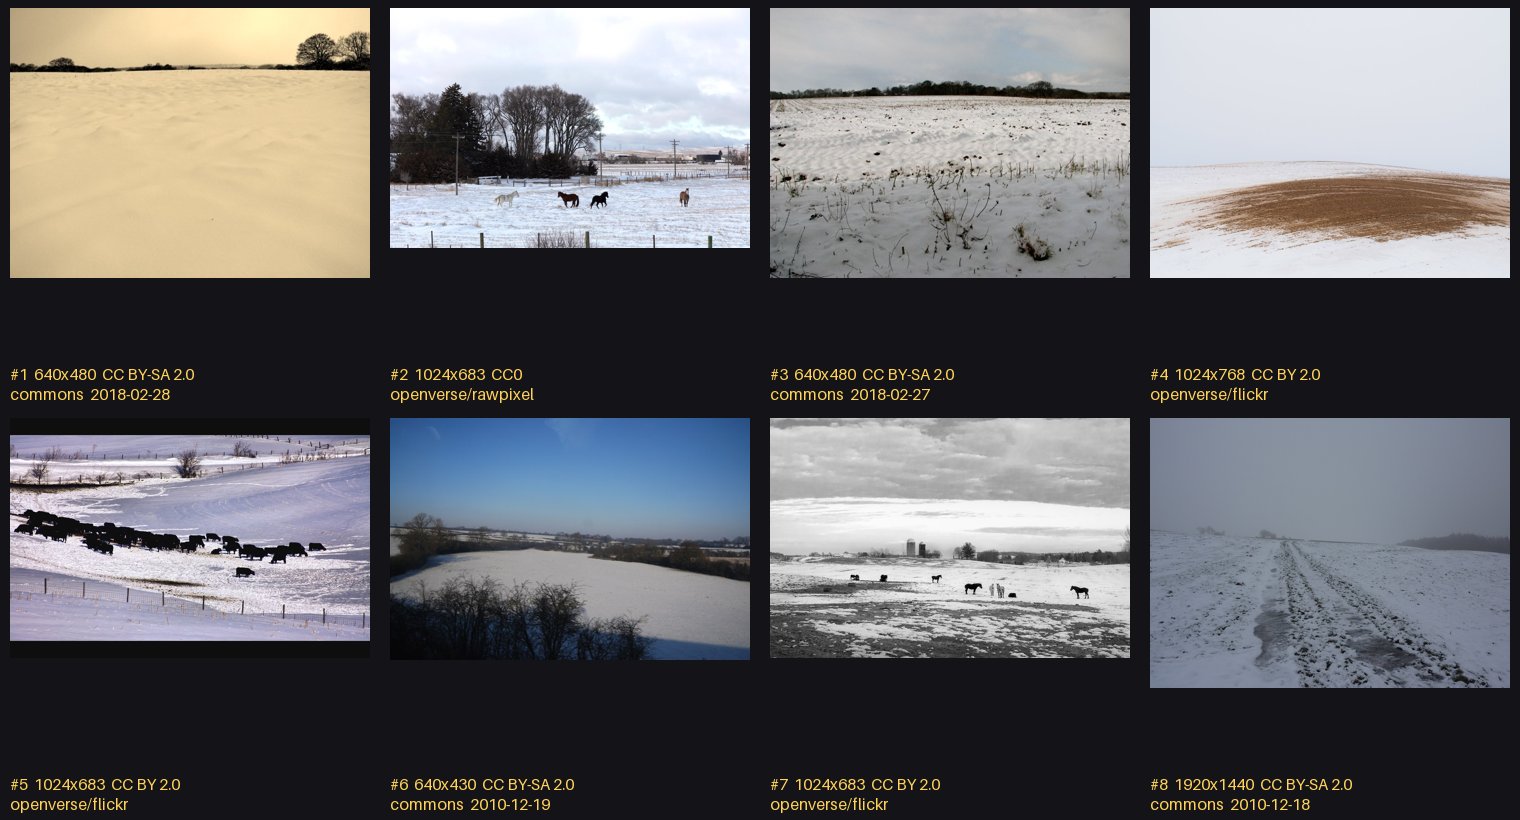 #1 640x480 CC BY-SA 2.0
commons 2018-02-28
#2 1024x683 CC0
openverse/rawpixel
#3 640x480 CC BY-SA 2.0
commons 2018-02-27
#4 1024x768 CC BY 2.0
openverse/flickr
#5 1024x683 CC BY 2.0
openverse/flickr
#6 640x430 CC BY-SA 2.0
commons 2010-12-19
#7 1024x683 CC BY 2.0
openverse/flickr
#8 1920x1440 CC BY-SA 2.0
commons 2010-12-18